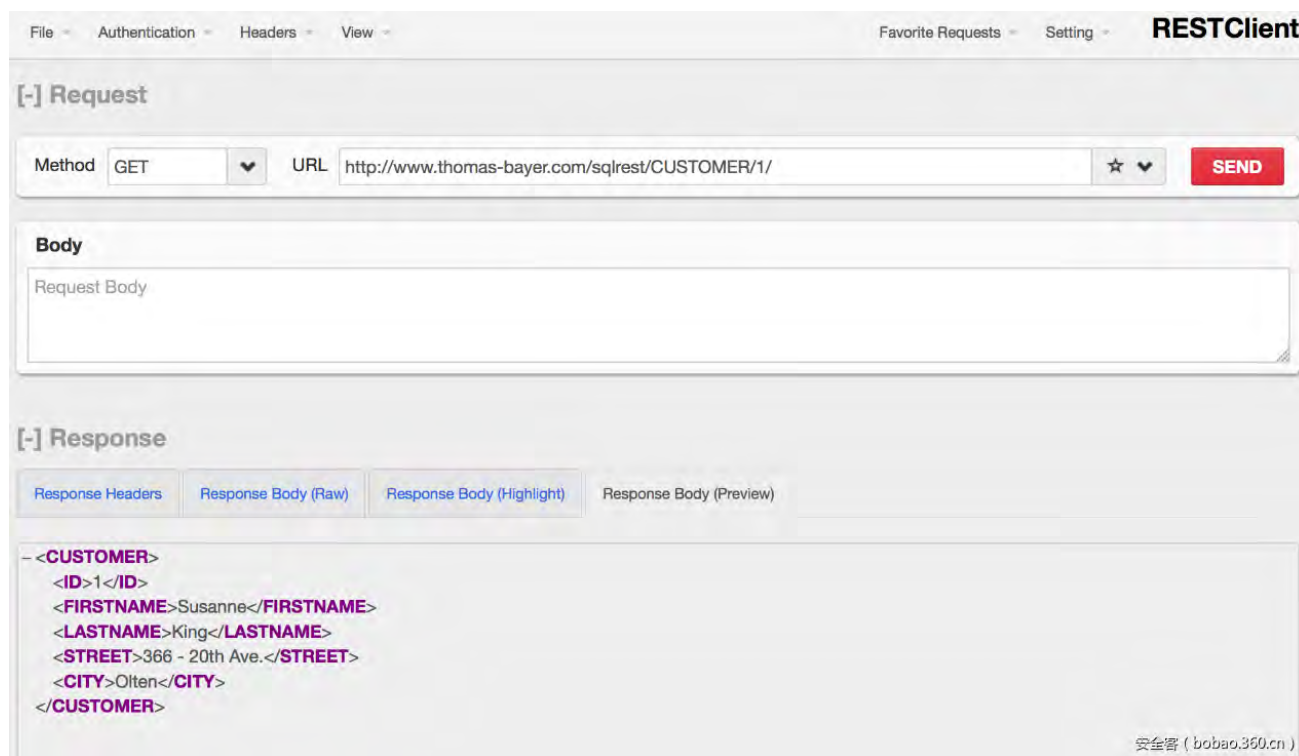 File Authentication Headers View Favorite Requests Setting RESTClient
[-] Request
Method GET URL http://www.thomas-bayer.com/sqlrest/CUSTOMER/1/ SEND
Body
Request Body
[-] Response
Response Headers Response Body (Raw) Response Body (Highlight) Response Body (Preview)
– <CUSTOMER>
<ID>1</ID>
<FIRSTNAME>Susanne</FIRSTNAME>
<LASTNAME>King</LASTNAME>
<STREET>366 - 20th Ave.</STREET>
<CITY>Olten</CITY>
</CUSTOMER>
安全客 ( bobao.360.cn )